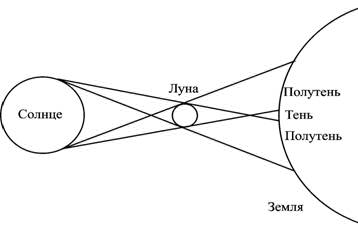 Луна
Солнце
Полутень
Тень
Полутень
Земля